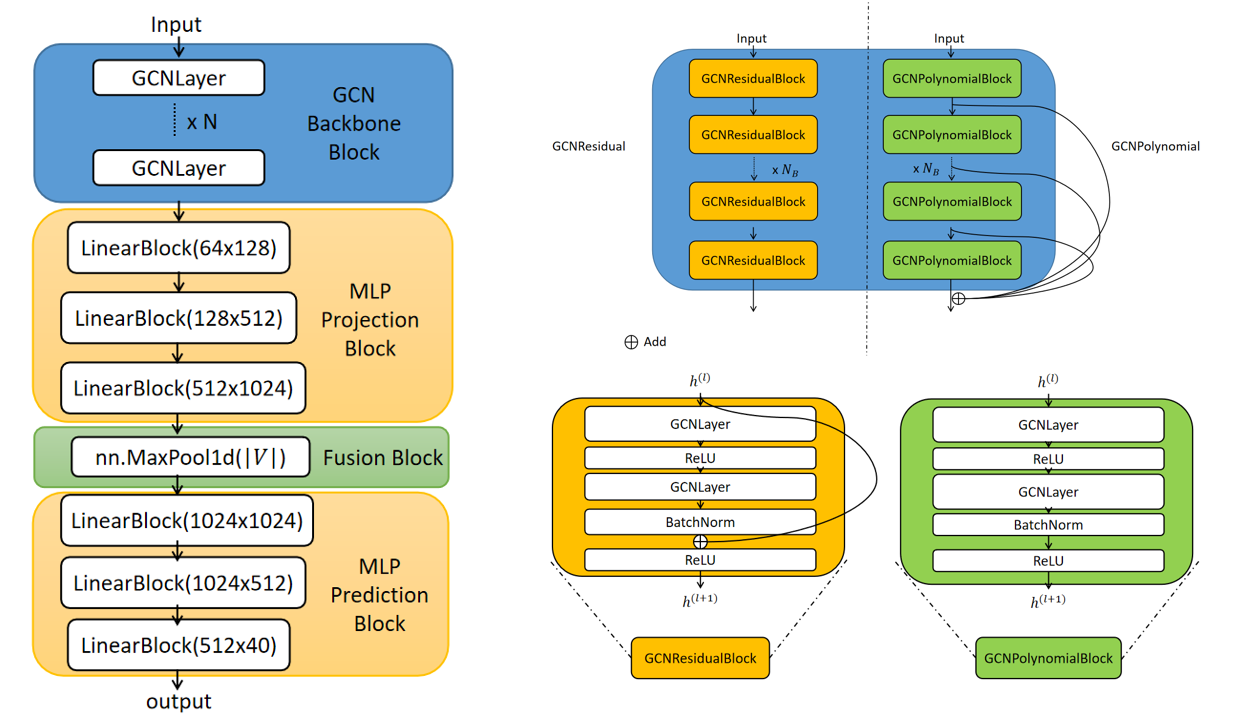 Input
GCNLayer
x N
GCNLayer
GCN
Backbone
Block
LinearBlock(64x128)
LinearBlock(128x512)
LinearBlock(512x1024)
MLP
Projection
Block
nn.MaxPool1d(|V|)
Fusion Block
LinearBlock(1024x1024)
LinearBlock(1024x512)
LinearBlock(512x40)
MLP
Prediction
Block
output
Input
GCNResidualBlock
GCNResidualBlock
x N_B
GCNResidualBlock
GCNResidualBlock
GCNResidual
Input
GCNPolynomialBlock
GCNPolynomialBlock
x N_B
GCNPolynomialBlock
GCNPolynomialBlock
GCNPolynomial
⊕ Add
h^(l)
GCNLayer
ReLU
GCNLayer
BatchNorm
ReLU
h^(l+1)
GCNResidualBlock
h^(l)
GCNLayer
ReLU
GCNLayer
BatchNorm
ReLU
h^(l+1)
GCNPolynomialBlock